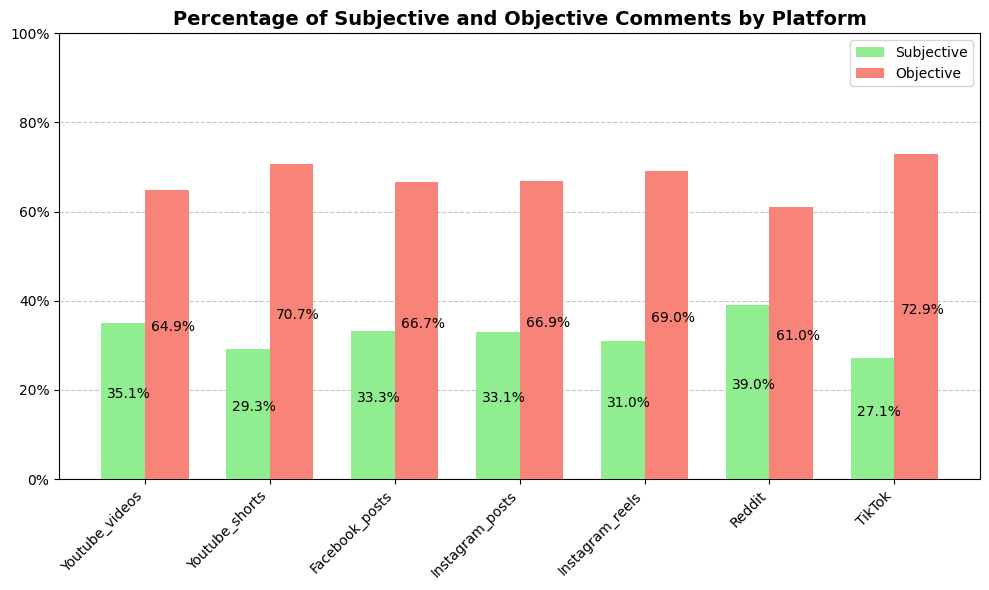 Percentage of Subjective and Objective Comments by Platform
100%
80%
60%
40%
20%
0%
Subjective
Objective
35.1%
64.9%
29.3%
70.7%
33.3%
66.7%
33.1%
66.9%
31.0%
69.0%
39.0%
61.0%
27.1%
72.9%
Youtube_videos
Youtube_shorts
Facebook_posts
Instagram_posts
Instagram_reels
Reddit
TikTok